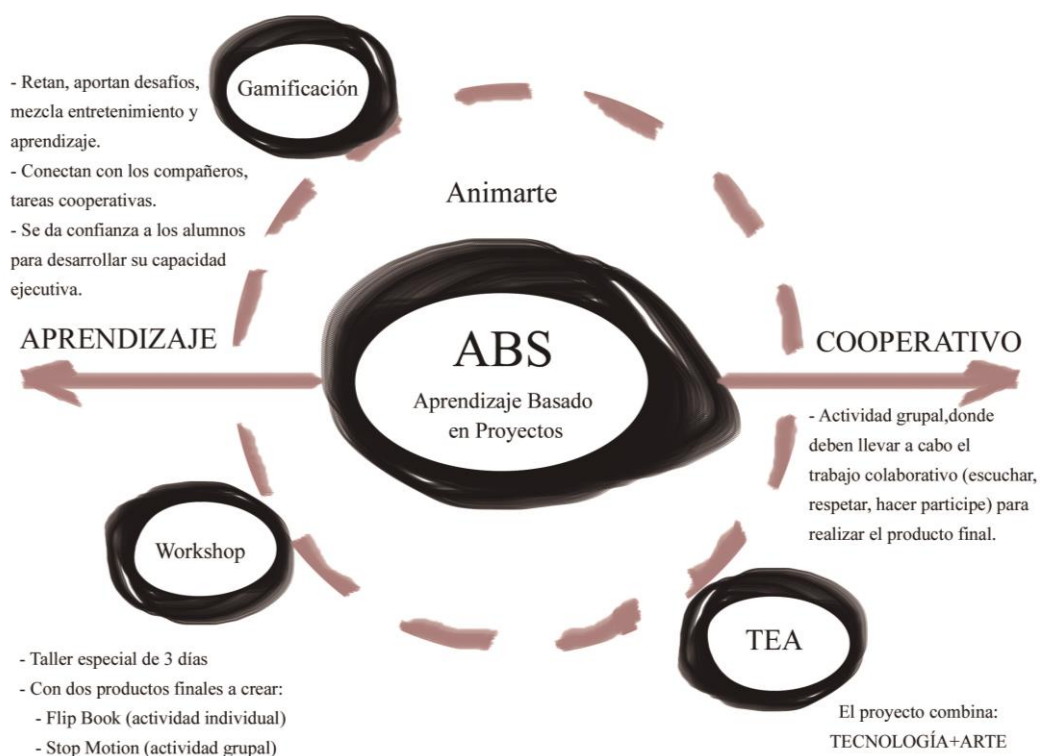 Gamificación
- Retan, aportan desafíos,
mezcla entretenimiento y
aprendizaje.
- Conectan con los compañeros,
tareas cooperativas.
- Se da confianza a los alumnos
para desarrollar su capacidad
ejecutiva.
Animarte
APRENDIZAJE
ABS
Aprendizaje Basado
en Proyectos
COOPERATIVO
- Actividad grupal,donde
deben llevar a cabo el
trabajo colaborativo (escuchar,
respetar, hacer participe) para
realizar el producto final.
Workshop
- Taller especial de 3 días
- Con dos productos finales a crear:
- Flip Book (actividad individual)
- Stop Motion (actividad grupal)
TEA
El proyecto combina:
TECNOLOGÍA+ARTE